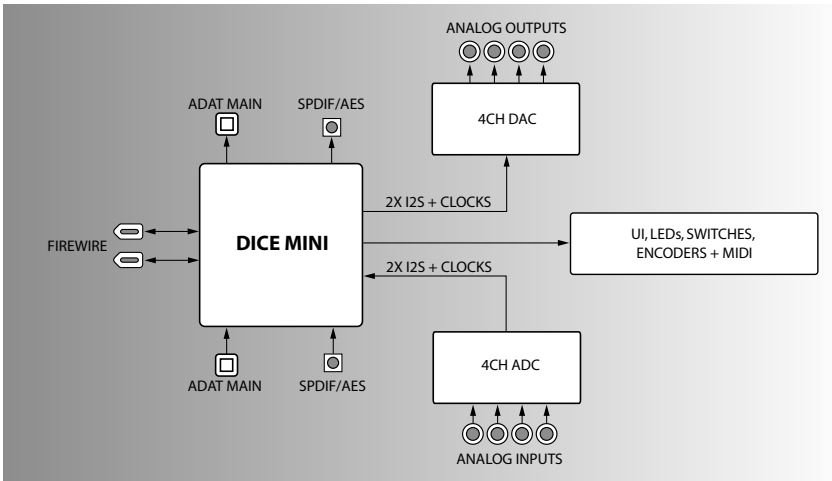 ANALOG OUTPUTS
ADAT MAIN
SPDIF/AES
4CH DAC
2X I2S + CLOCKS
FIREWIRE
DICE MINI
UI, LEDs, SWITCHES,
ENCODERS + MIDI
2X I2S + CLOCKS
4CH ADC
ADAT MAIN
SPDIF/AES
ANALOG INPUTS